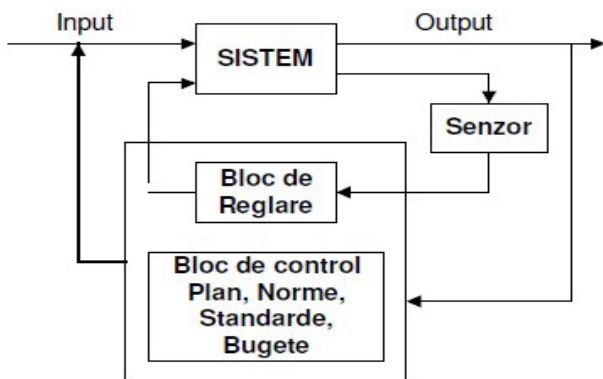 Input
Output
SISTEM
Senzor
Bloc de
Reglare
Bloc de control
Plan, Norme,
Standarde,
Bugete